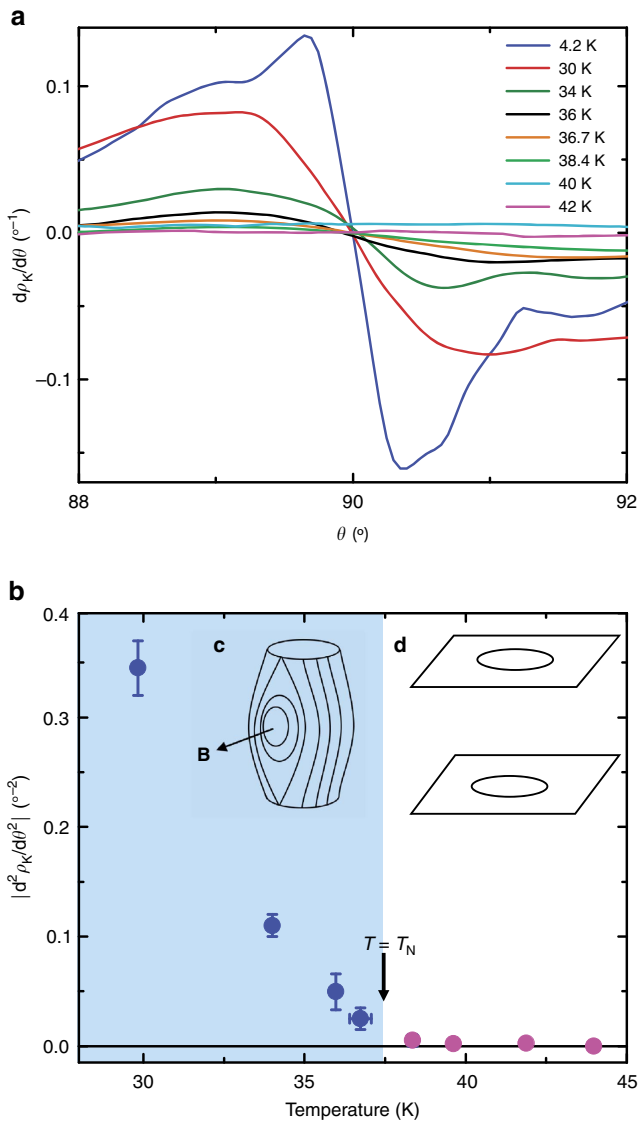 a
0.1
0.0
–0.1
dρK/dθ (°⁻¹)
4.2 K
30 K
34 K
36 K
36.7 K
38.4 K
40 K
42 K
88
90
92
θ (°)
b
0.4
0.3
0.2
0.1
0.0
|d²ρK/dθ²| (°⁻²)
c
d
B
T = TN
30
35
40
45
Temperature (K)